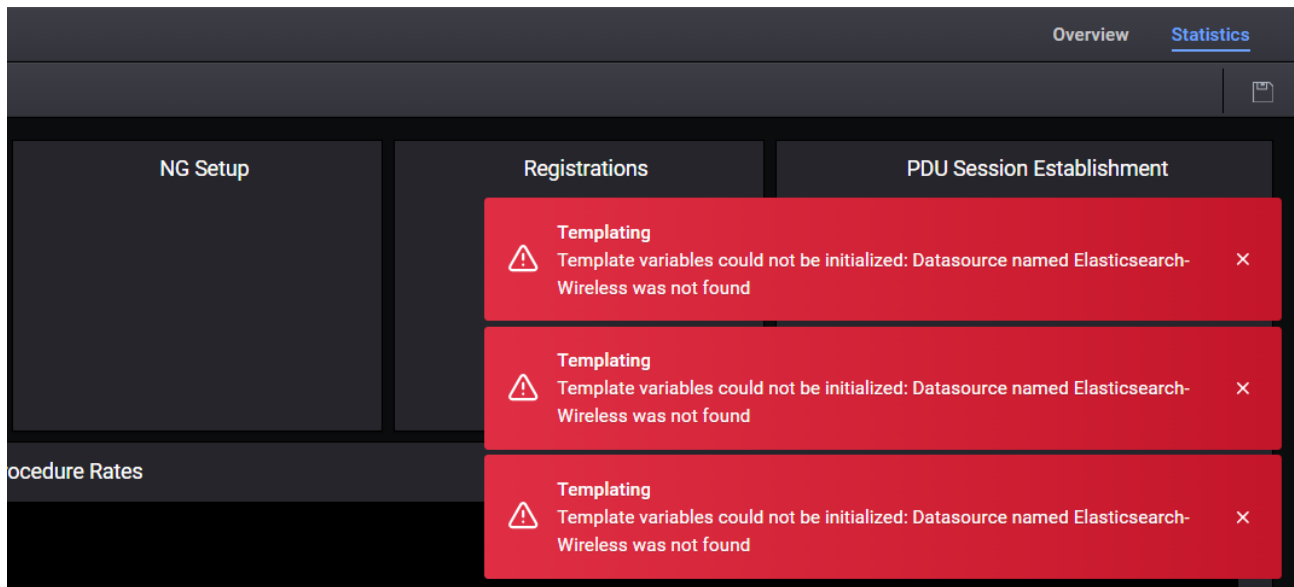 Overview Statistics
NG Setup
Registrations
PDU Session Establishment
Templating
Template variables could not be initialized: Datasource named Elasticsearch-
Wireless was not found
Templating
Template variables could not be initialized: Datasource named Elasticsearch-
Wireless was not found
ocedure Rates
Templating
Template variables could not be initialized: Datasource named Elasticsearch-
Wireless was not found